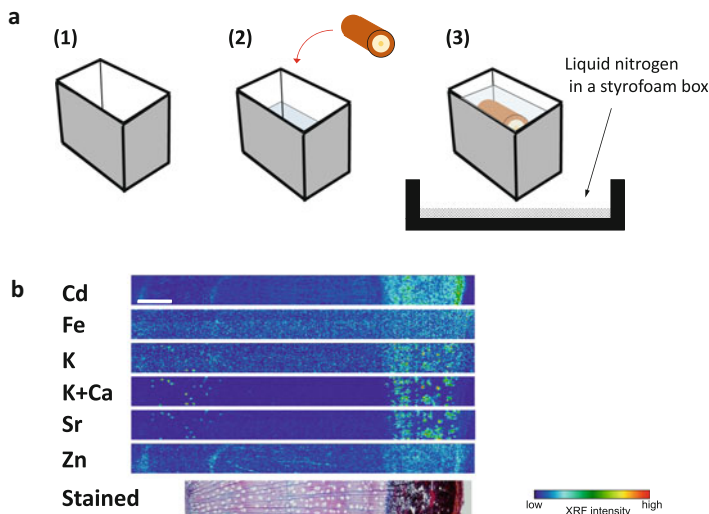 a
(1)
(2)
(3)
Liquid nitrogen
in a styrofoam box
b
Cd
Fe
K
K+Ca
Sr
Zn
Stained
low
high
XRF intensity